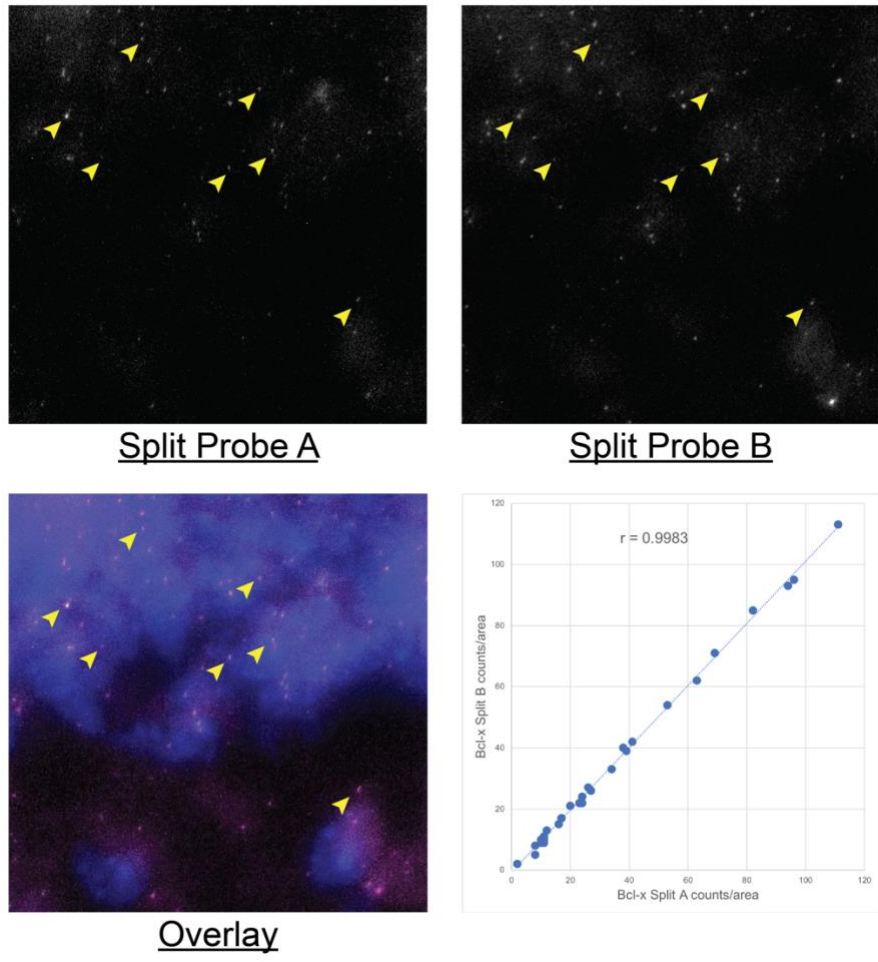 Split Probe A
Split Probe B
Overlay
120
100
80
60
40
20
0
r = 0.9983
Bcl-x Split B counts/area
0 20 40 60 80 100 120
Bcl-x Split A counts/area